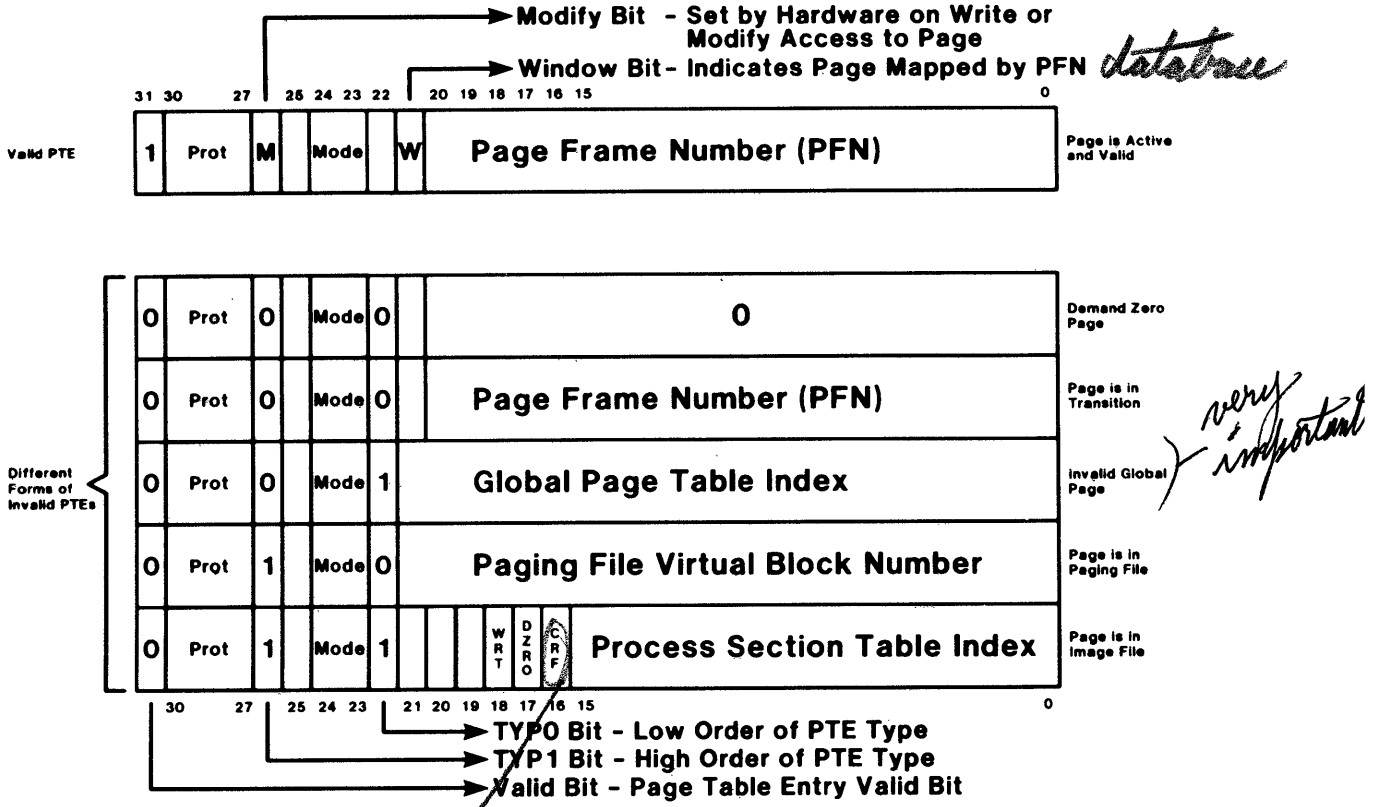 Modify Bit - Set by Hardware on Write or
Modify Access to Page
Window Bit - Indicates Page Mapped by PFN database
31 30 27 25 24 23 22 20 19 18 17 16 15 0
Valid PTE 1 Prot M Mode W Page Frame Number (PFN) Page is Active
and Valid
0 Prot 0 Mode 0 0 Demand Zero
Page
0 Prot 0 Mode 0 Page Frame Number (PFN) Page is in
Transition
very
important
Different
Forms of
Invalid PTEs
0 Prot 0 Mode 1 Global Page Table Index Invalid Global
Page
0 Prot 1 Mode 0 Paging File Virtual Block Number Page is in
Paging File
0 Prot 1 Mode 1 WRT DZRO CRF Process Section Table Index Page is in
Image File
30 27 25 24 23 21 20 19 18 17 16 15 0
TYP0 Bit - Low Order of PTE Type
TYP1 Bit - High Order of PTE Type
Valid Bit - Page Table Entry Valid Bit